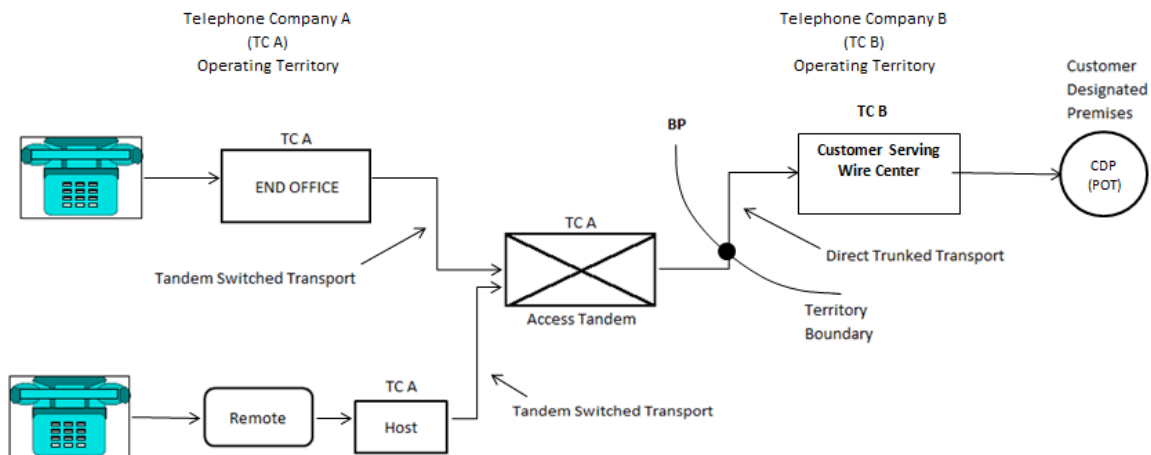 Telephone Company A
(TC A)
Operating Territory
Telephone Company B
(TC B)
Operating Territory
Customer
Designated
Premises
TC A
END OFFICE
BP
TC B
Customer Serving
Wire Center
CDP
(POT)
TC A
Tandem Switched Transport
Direct Trunked Transport
Access Tandem
Territory
Boundary
TC A
Remote
Host
Tandem Switched Transport